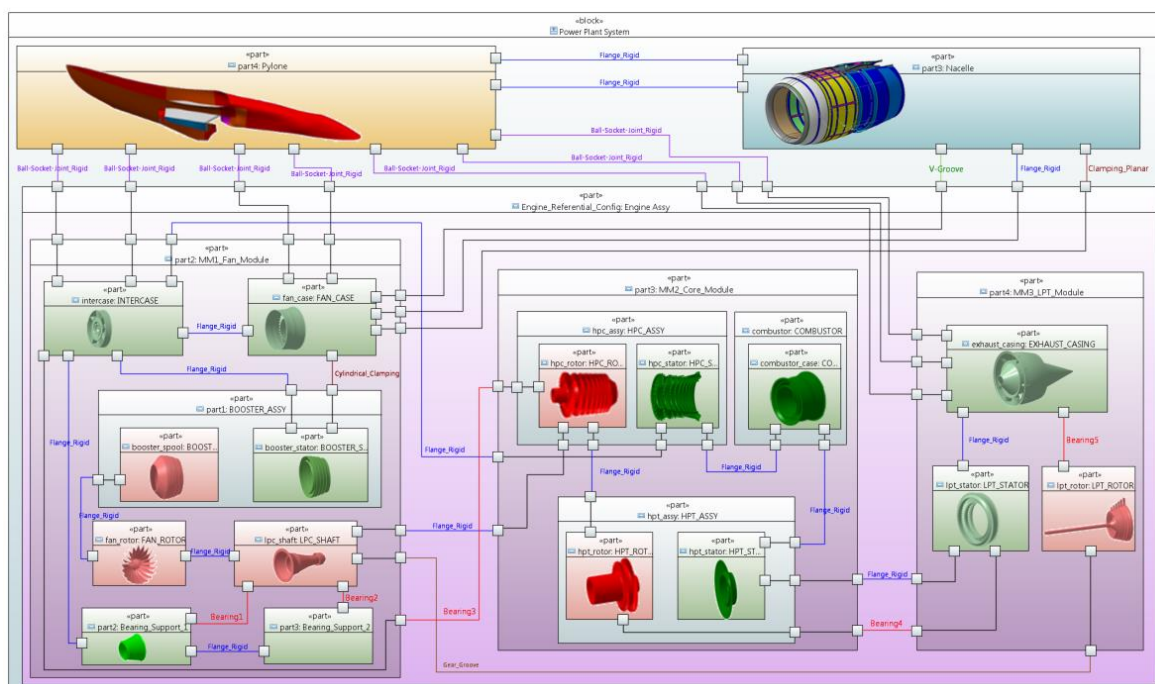 «block»
Power Plant System
«part»
part4: Pylone
Flange_Rigid
Flange_Rigid
«part»
part3: Nacelle
Ball-Socket-Joint_Rigid
Ball-Socket-Joint_Rigid
Ball-Socket-Joint_Rigid
Ball-Socket-Joint_Rigid
Ball-Socket-Joint_Rigid
Ball-Socket-Joint_Rigid
Ball-Socket-Joint_Rigid
V-Groove
Flange_Rigid
Clamping_Planar
«part»
Engine_Referential_Config: Engine Assy
«part»
part2: MM1_Fan_Module
«part»
intercase: INTERCASE
«part»
fan_case: FAN_CASE
Flange_Rigid
Flange_Rigid
Cylindrical_Clamping
«part»
part1: BOOSTER_ASSY
Flange_Rigid
«part»
booster_spool: BOOST...
«part»
booster_stator: BOOSTER_S...
Flange_Rigid
«part»
fan_rotor: FAN_ROTOR
Flange_Rigid
«part»
lpc_shaft: LPC_SHAFT
Flange_Rigid
Bearing1
Bearing2
Bearing3
«part»
part2: Bearing_Support_1
Flange_Rigid
«part»
part3: Bearing_Support_2
Gear_Groove
«part»
part3: MM2_Core_Module
«part»
hpc_assy: HPC_ASSY
«part»
hpc_rotor: HPC_RO...
«part»
hpc_stator: HPC_S...
«part»
combustor: COMBUSTOR
«part»
combustor_case: CO...
Flange_Rigid
Flange_Rigid
Flange_Rigid
«part»
hpt_assy: HPT_ASSY
«part»
hpt_rotor: HPT_ROT...
«part»
hpt_stator: HPT_ST...
Flange_Rigid
Bearing4
«part»
part4: MM3_LPT_Module
«part»
exhaust_casing: EXHAUST_CASING
Flange_Rigid
Bearing5
«part»
lpt_stator: LPT_STATOR
«part»
lpt_rotor: LPT_ROTOR